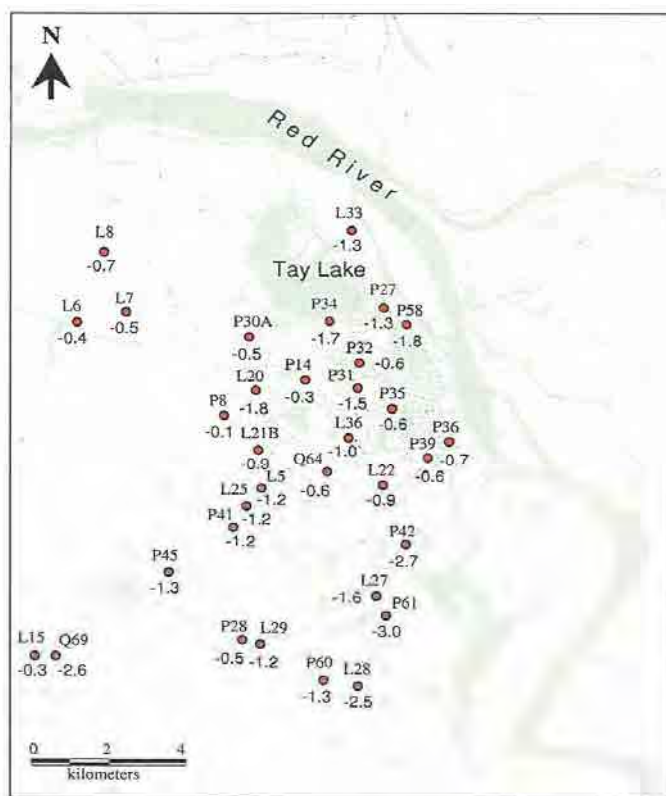 N
Red River
L33
-1.3
L8
-0.7
Tay Lake
L6
-0.4
L7
-0.5
P27
-1.3
P34
-1.7
P58
-1.8
P30A
-0.5
P32
-0.6
P14
-0.3
P31
-1.5
L20
-1.8
P35
-0.6
P8
-0.1
L36
-1.0
P36
-0.7
L21B
-0.9
P39
-0.6
Q64
-0.6
L22
-0.9
L5
-1.2
L25
-1.2
P41
-1.2
P42
-2.7
P45
-1.3
L27
-1.6
P61
-3.0
P28
-0.5
L29
-1.2
L15
-0.3
Q69
-2.6
P60
-1.3
L28
-2.5
0 2 4
kilometers